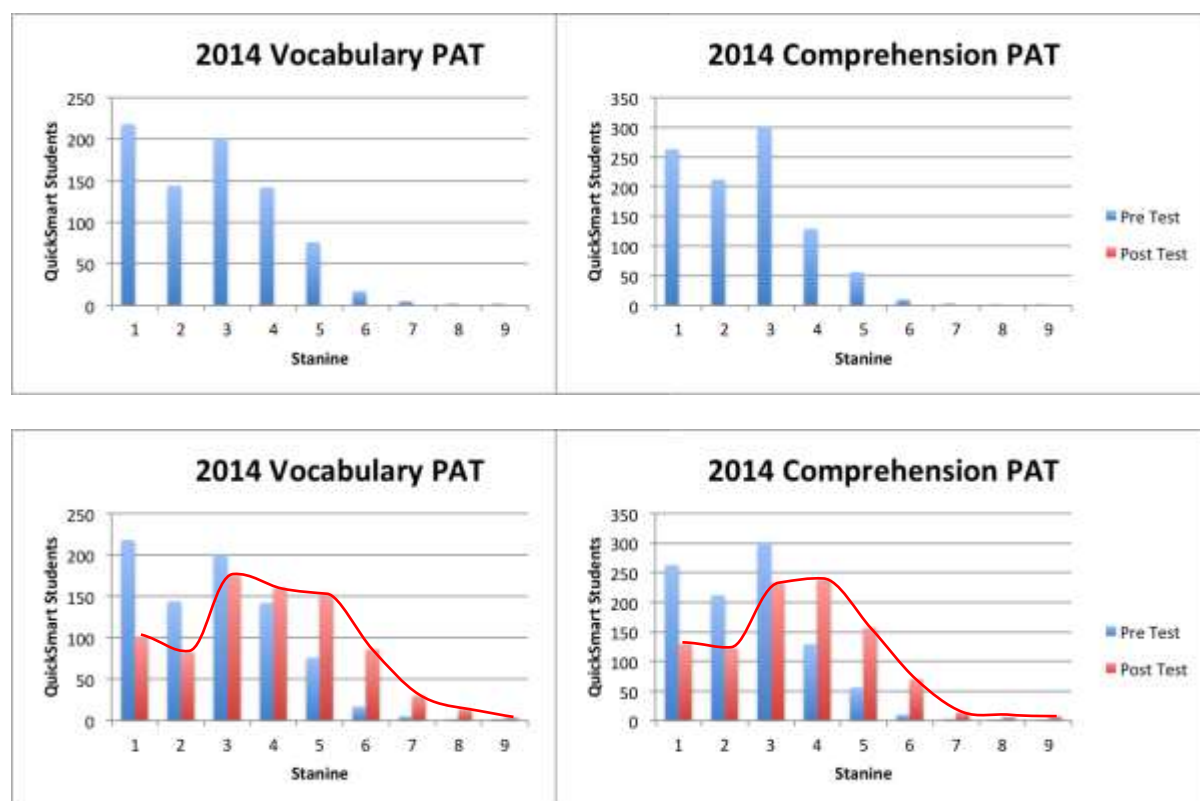 2014 Vocabulary PAT
250
200
150
100
50
0
QuickSmart Students
1 2 3 4 5 6 7 8 9
Stanine
2014 Comprehension PAT
350
300
250
200
150
100
50
0
QuickSmart Students
1 2 3 4 5 6 7 8 9
Stanine
Pre Test
Post Test
2014 Vocabulary PAT
250
200
150
100
50
0
QuickSmart Students
1 2 3 4 5 6 7 8 9
Stanine
2014 Comprehension PAT
350
300
250
200
150
100
50
0
QuickSmart Students
1 2 3 4 5 6 7 8 9
Stanine
Pre Test
Post Test